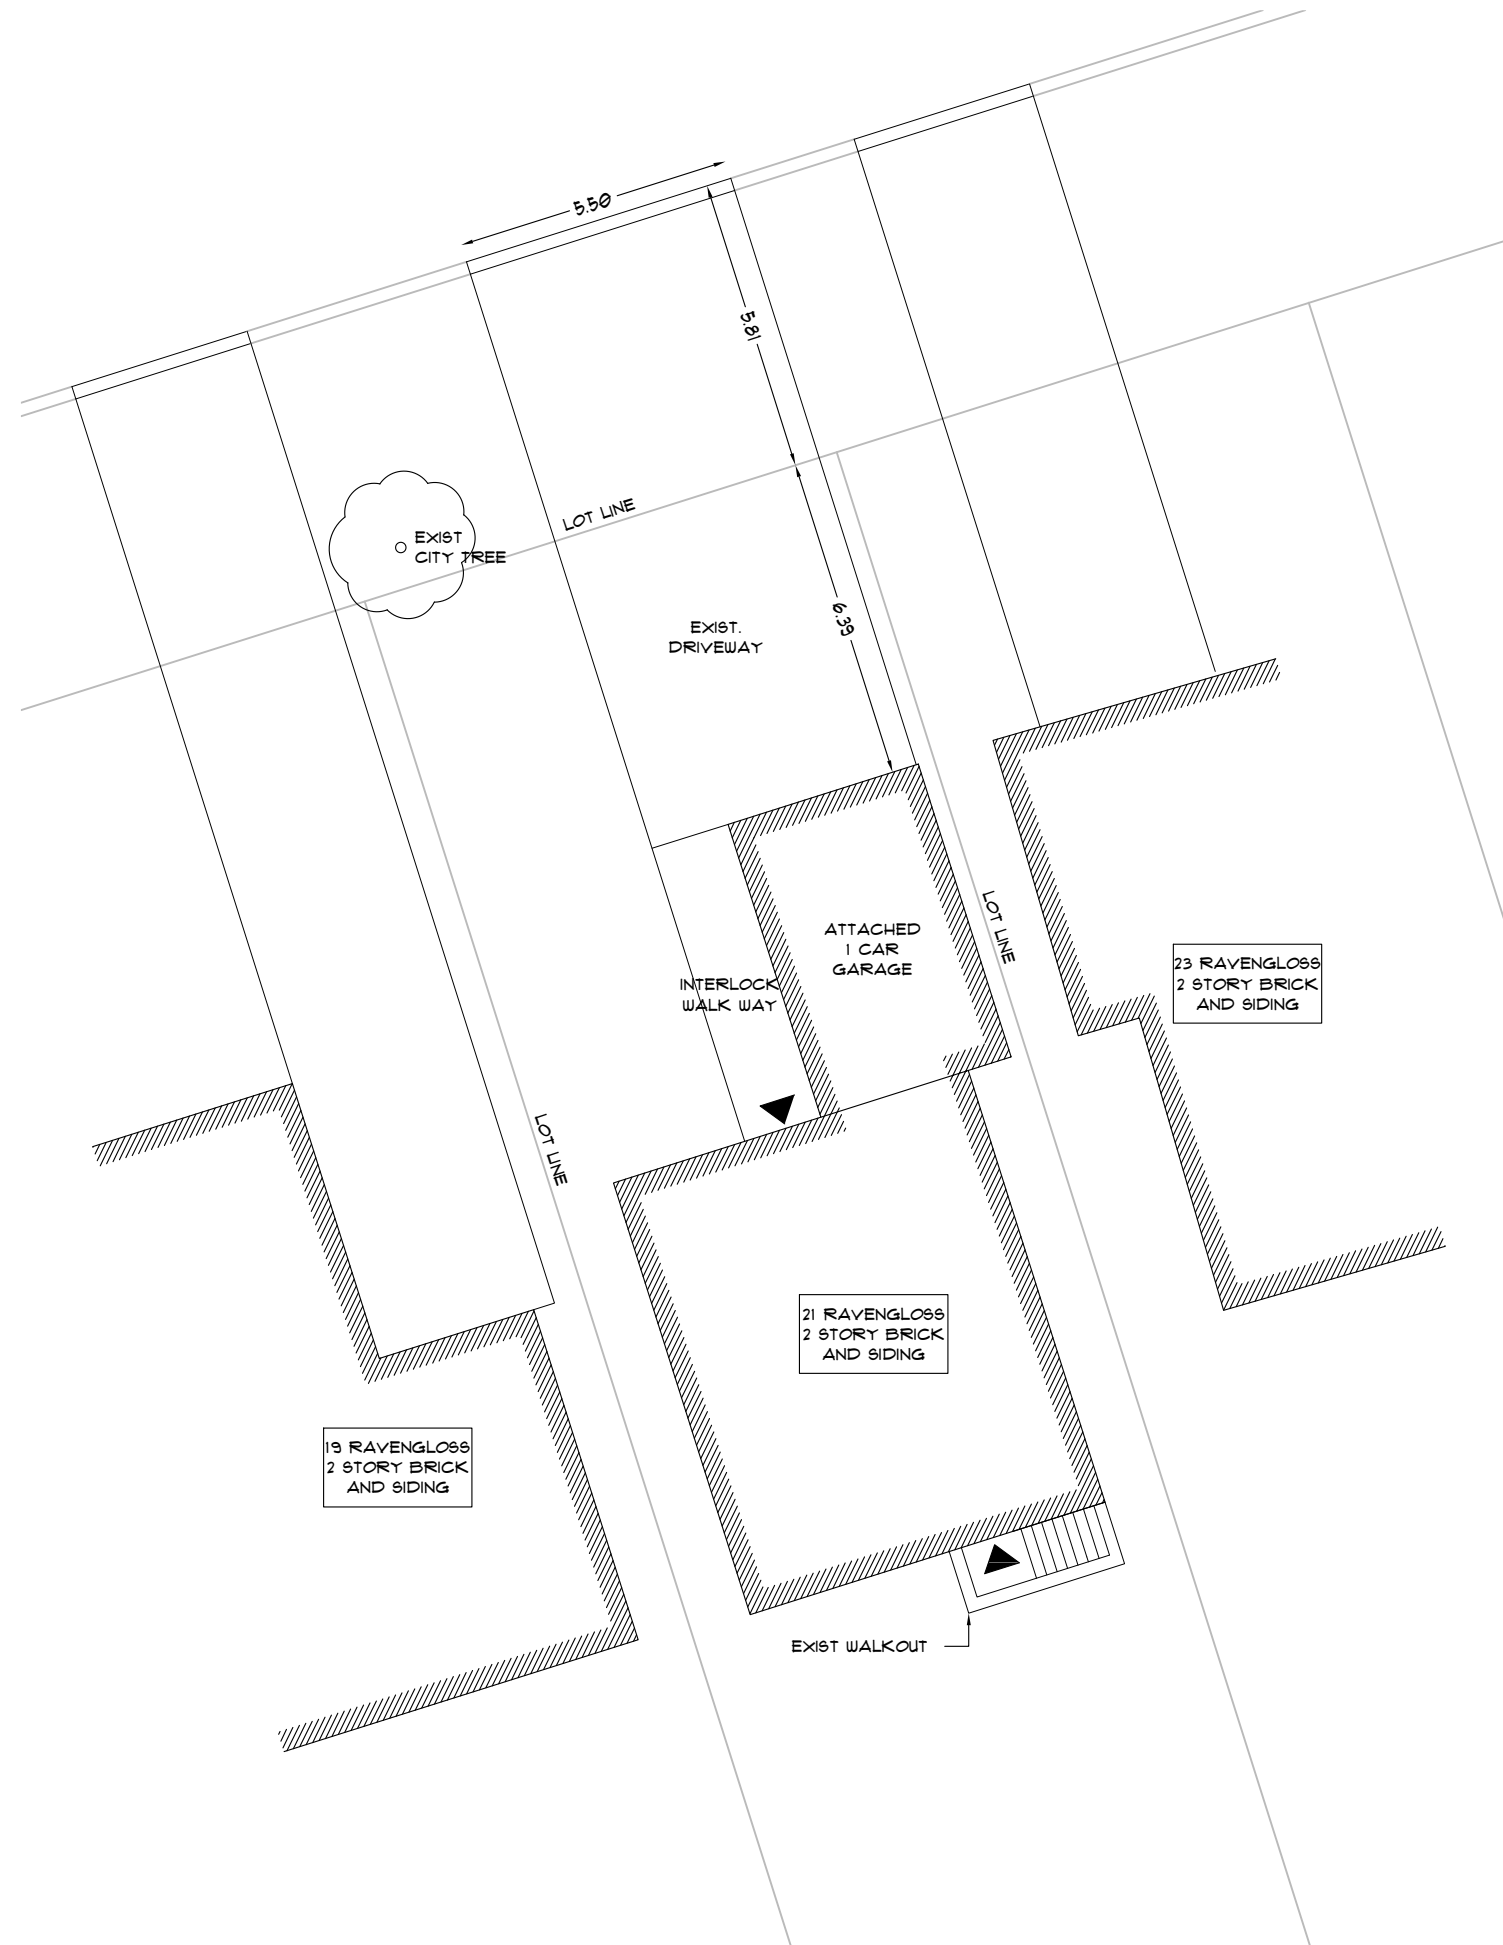 5.50
5.81
LOT LINE
EXIST
CITY TREE
EXIST.
DRIVEWAY
6.39
ATTACHED
1 CAR
GARAGE
LOT LINE
INTERLOCK
WALK WAY
23 RAVENGLOSS
2 STORY BRICK
AND SIDING
LOT LINE
21 RAVENGLOSS
2 STORY BRICK
AND SIDING
19 RAVENGLOSS
2 STORY BRICK
AND SIDING
EXIST WALKOUT